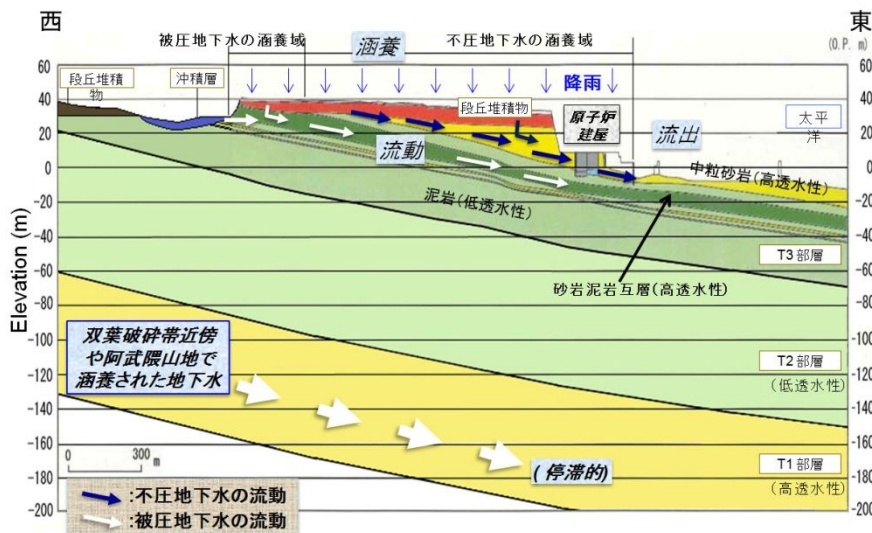 西
東
(O.P. m)
被圧地下水の涵養域
涵養
不圧地下水の涵養域
降雨
段丘堆積
物
沖積層
段丘堆積物
原子炉
建屋
太平
洋
流出
流動
中粒砂岩(高透水性)
泥岩(低透水性)
砂岩泥岩互層(高透水性)
T3部層
T2部層
(低透水性)
T1部層
(高透水性)
双葉破砕帯近傍
や阿武隈山地で
涵養された地下水
(停滞的)
0 300 m
:不圧地下水の流動
:被圧地下水の流動
Elevation (m)
60
40
20
0
-20
-40
-60
-80
-100
-120
-140
-160
-180
-200
60
40
20
0
-20
-40
-60
-80
-100
-120
-140
-160
-180
-200